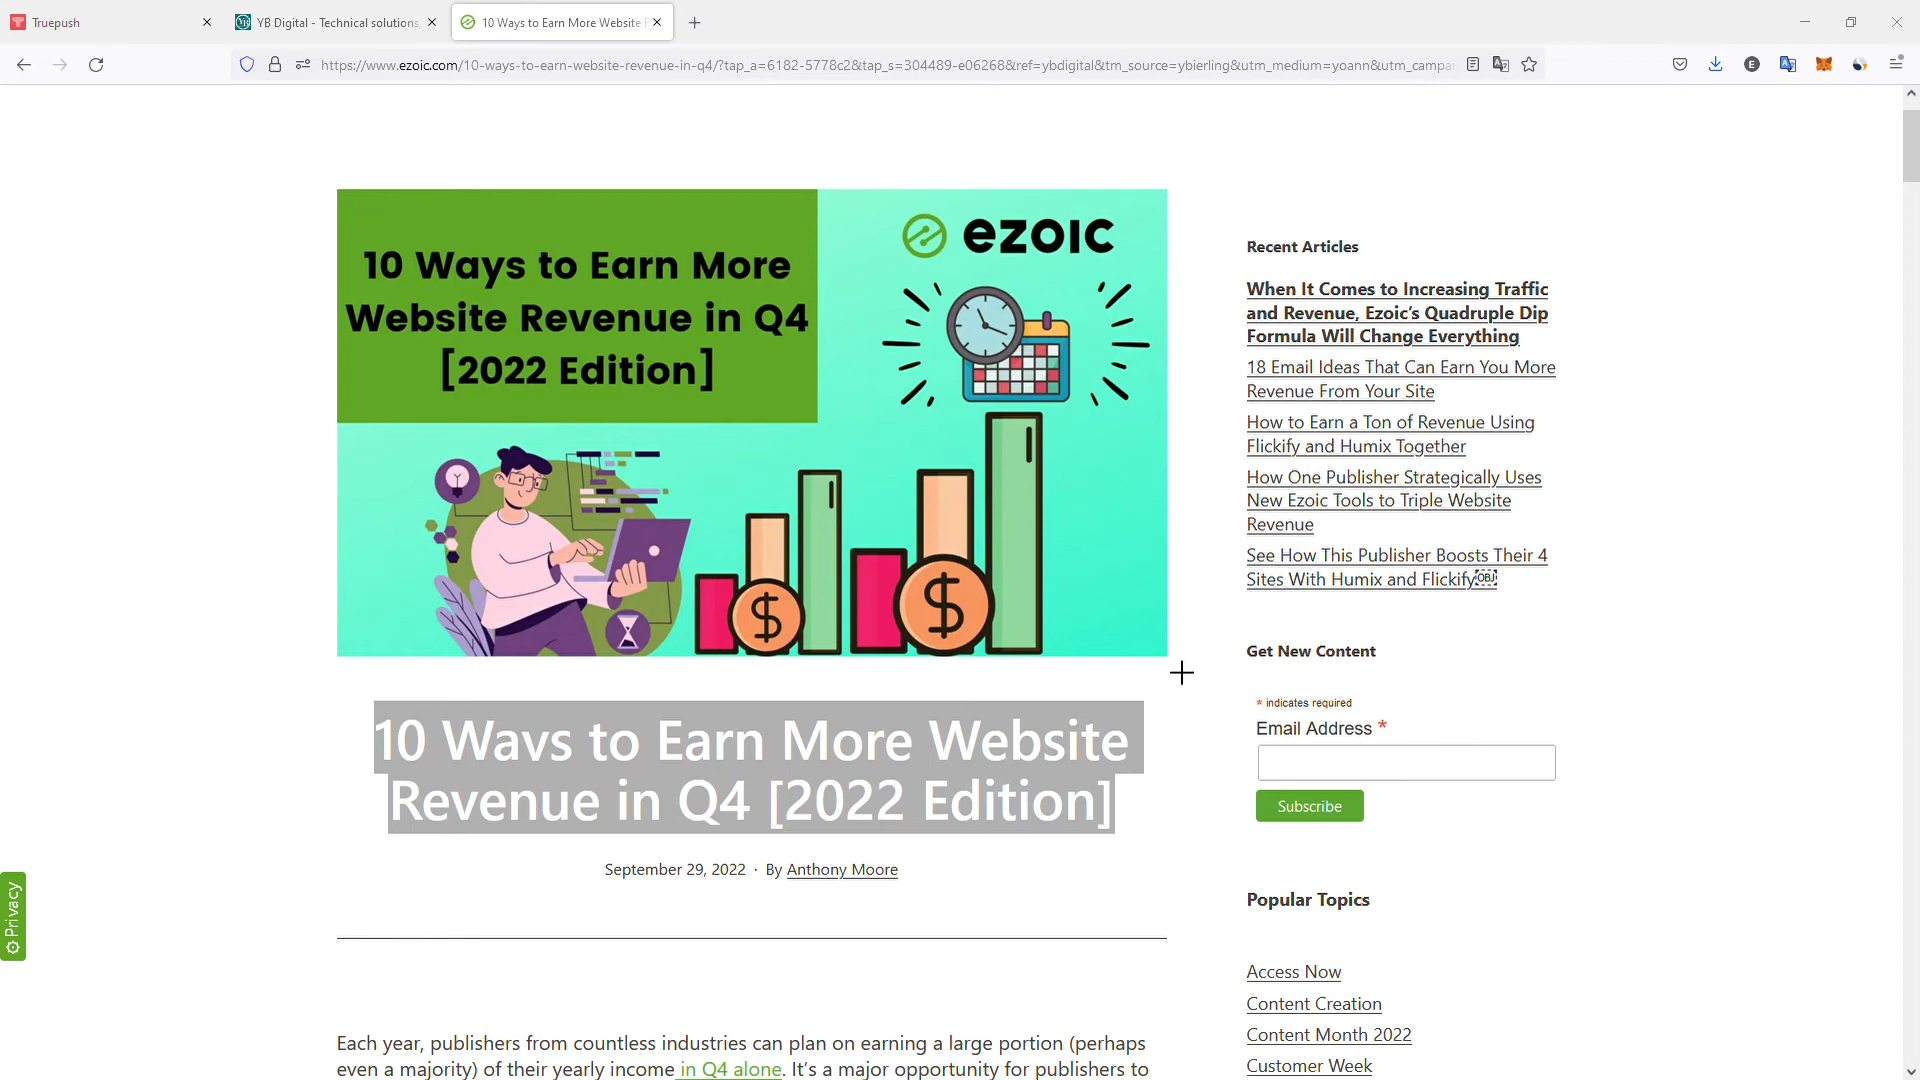 Truepush
YB Digital - Technical solutions,
10 Ways to Earn More Website
https://www.ezoic.com/10-ways-to-earn-website-revenue-in-q4/?tap_a=6182-5778c2&tap_s=304489-e06268&ref=ybdigital&tm_source=ybierling&utm_medium=yoann&utm_campai
E
10 Ways to Earn More
Website Revenue in Q4
[2022 Edition]
ezoic
$ $
10 Ways to Earn More Website
Revenue in Q4 [2022 Edition]
September 29, 2022 · By Anthony Moore
Each year, publishers from countless industries can plan on earning a large portion (perhaps
even a majority) of their yearly income in Q4 alone. It’s a major opportunity for publishers to
Recent Articles
When It Comes to Increasing Traffic
and Revenue, Ezoic’s Quadruple Dip
Formula Will Change Everything
18 Email Ideas That Can Earn You More
Revenue From Your Site
How to Earn a Ton of Revenue Using
Flickify and Humix Together
How One Publisher Strategically Uses
New Ezoic Tools to Triple Website
Revenue
See How This Publisher Boosts Their 4
Sites With Humix and Flickify￼
Get New Content
* indicates required
Email Address *
Subscribe
Popular Topics
Access Now
Content Creation
Content Month 2022
Customer Week
Privacy